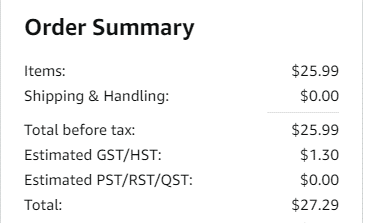 Order Summary
Items: $25.99
Shipping & Handling: $0.00
Total before tax: $25.99
Estimated GST/HST: $1.30
Estimated PST/RST/QST: $0.00
Total: $27.29